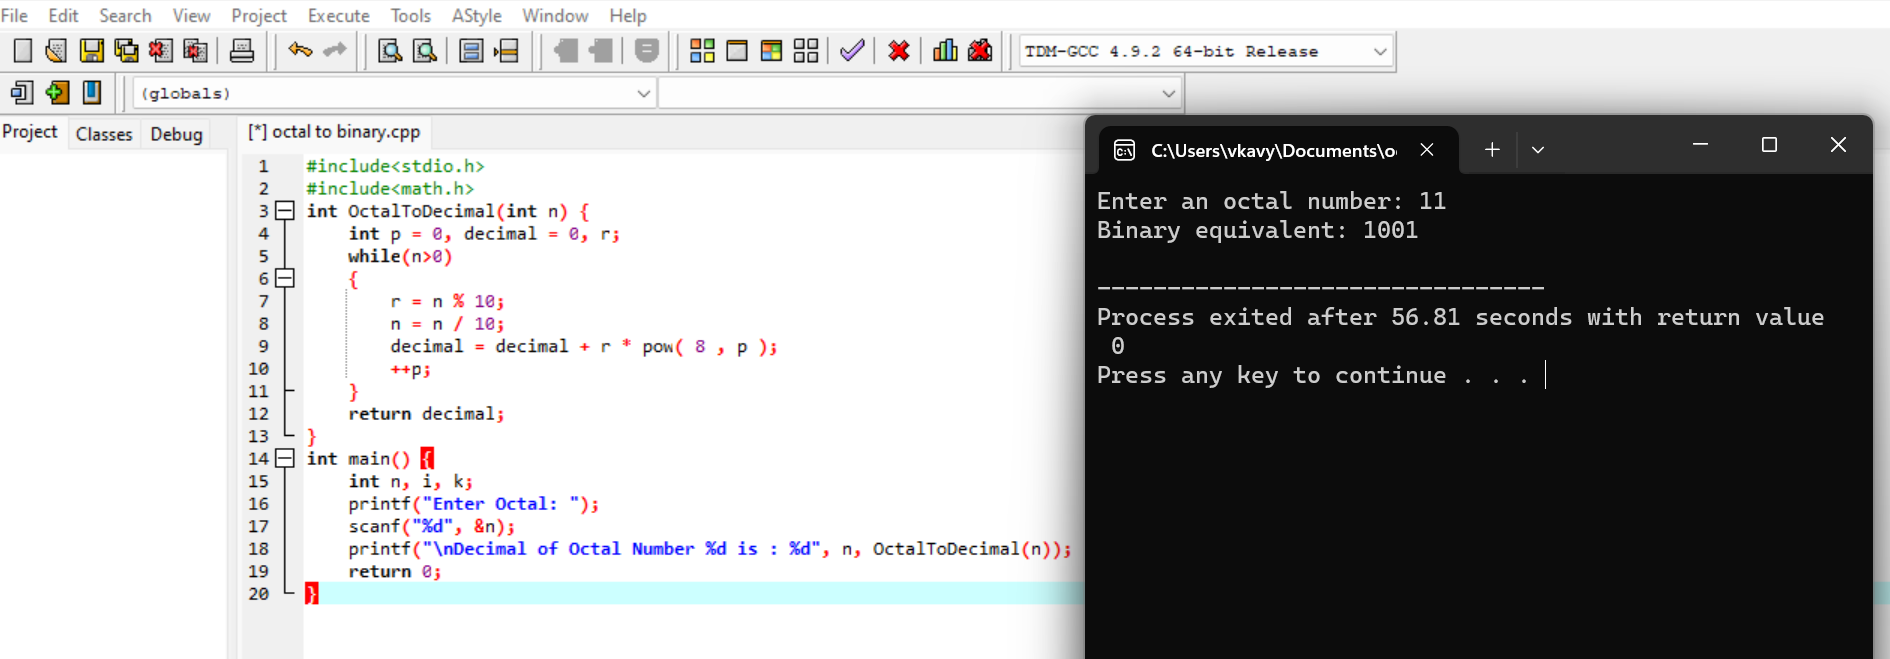 File Edit Search View Project Execute Tools AStyle Window Help
TDM-GCC 4.9.2 64-bit Release
(globals)
Project Classes Debug
[*] octal to binary.cpp
1 #include<stdio.h>
2 #include<math.h>
3 int OctalToDecimal(int n) {
4 int p = 0, decimal = 0, r;
5 while(n>0)
6 {
7 r = n % 10;
8 n = n / 10;
9 decimal = decimal + r * pow( 8 , p );
10 ++p;
11 }
12 return decimal;
13 }
14 int main() {
15 int n, i, k;
16 printf("Enter Octal: ");
17 scanf("%d", &n);
18 printf("\nDecimal of Octal Number %d is : %d", n, OctalToDecimal(n));
19 return 0;
20 }
C:\Users\vkavy\Documents\o
Enter an octal number: 11
Binary equivalent: 1001
--------------------------------
Process exited after 56.81 seconds with return value
0
Press any key to continue . . .